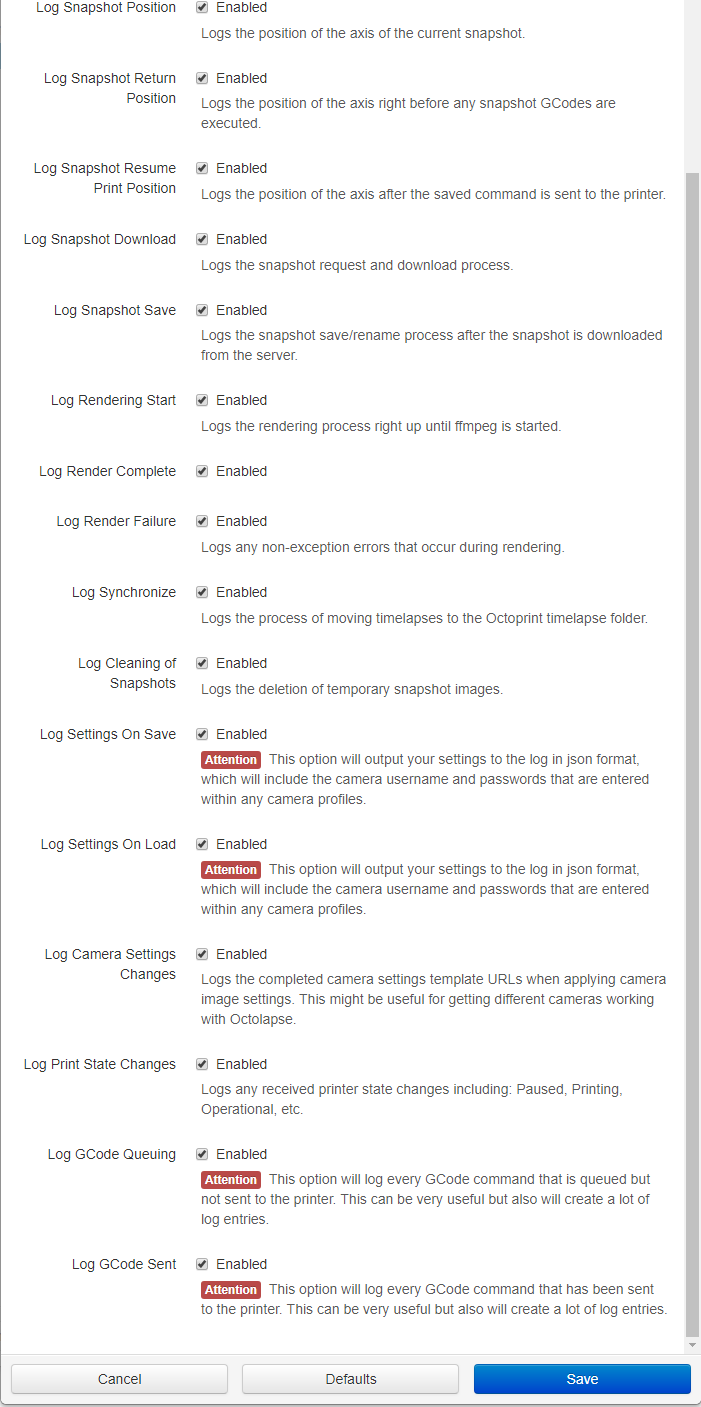 Log Snapshot Position Enabled
Logs the position of the axis of the current snapshot.
Log Snapshot Return Enabled
Position
Logs the position of the axis right before any snapshot GCodes are
executed.
Log Snapshot Resume Enabled
Print Position
Logs the position of the axis after the saved command is sent to the printer.
Log Snapshot Download Enabled
Logs the snapshot request and download process.
Log Snapshot Save Enabled
Logs the snapshot save/rename process after the snapshot is downloaded
from the server.
Log Rendering Start Enabled
Logs the rendering process right up until ffmpeg is started.
Log Render Complete Enabled
Log Render Failure Enabled
Logs any non-exception errors that occur during rendering.
Log Synchronize Enabled
Logs the process of moving timelapses to the Octoprint timelapse folder.
Log Cleaning of Enabled
Snapshots
Logs the deletion of temporary snapshot images.
Log Settings On Save Enabled
Attention This option will output your settings to the log in json format,
which will include the camera username and passwords that are entered
within any camera profiles.
Log Settings On Load Enabled
Attention This option will output your settings to the log in json format,
which will include the camera username and passwords that are entered
within any camera profiles.
Log Camera Settings Enabled
Changes
Logs the completed camera settings template URLs when applying camera
image settings. This might be useful for getting different cameras working
with Octolapse.
Log Print State Changes Enabled
Logs any received printer state changes including: Paused, Printing,
Operational, etc.
Log GCode Queuing Enabled
Attention This option will log every GCode command that is queued but
not sent to the printer. This can be very useful but also will create a lot of
log entries.
Log GCode Sent Enabled
Attention This option will log every GCode command that has been sent
to the printer. This can be very useful but also will create a lot of log entries.
Cancel Defaults Save